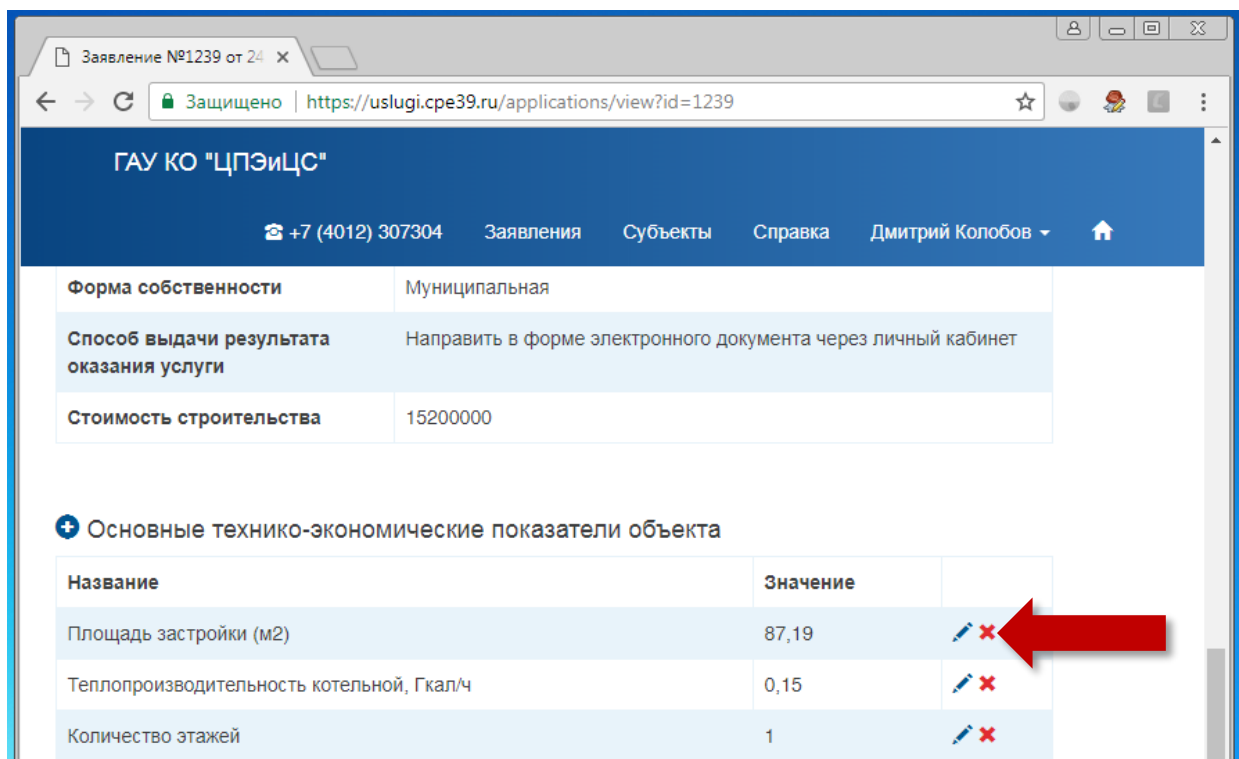 Заявление №1239 от 24
Защищено https://uslugi.cpe39.ru/applications/view?id=1239
ГАУ КО "ЦПЭиЦС"
+7 (4012) 307304 Заявления Субъекты Справка Дмитрий Колобов
Форма собственности Муниципальная
Способ выдачи результата Направить в форме электронного документа через личный кабинет
оказания услуги
Стоимость строительства 15200000
Основные технико-экономические показатели объекта
Название Значение
Площадь застройки (м2) 87,19
Теплопроизводительность котельной, Гкал/ч 0,15
Количество этажей 1